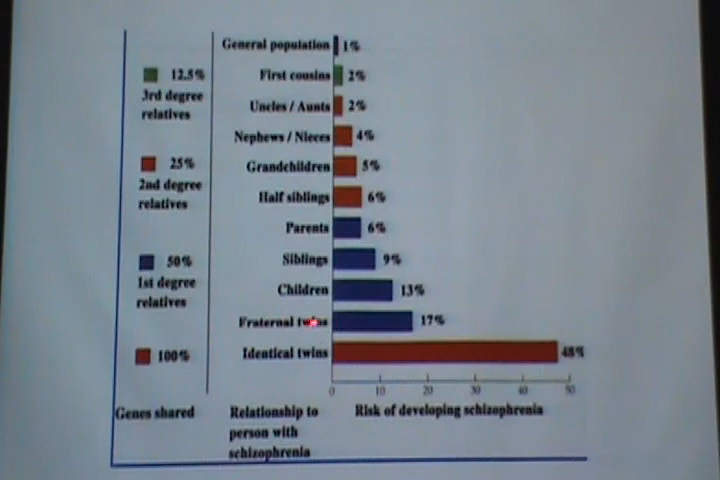 General population 1%
12.5% First cousins 2%
3rd degree
relatives
Uncles / Aunts 2%
Nephews / Nieces 4%
25% Grandchildren 5%
2nd degree
relatives
Half siblings 6%
Parents 6%
50% Siblings 9%
1st degree
relatives
Children 13%
Fraternal twins 17%
100% Identical twins 48%
0 10 20 30 40 50
Genes shared
Relationship to
person with
schizophrenia
Risk of developing schizophrenia